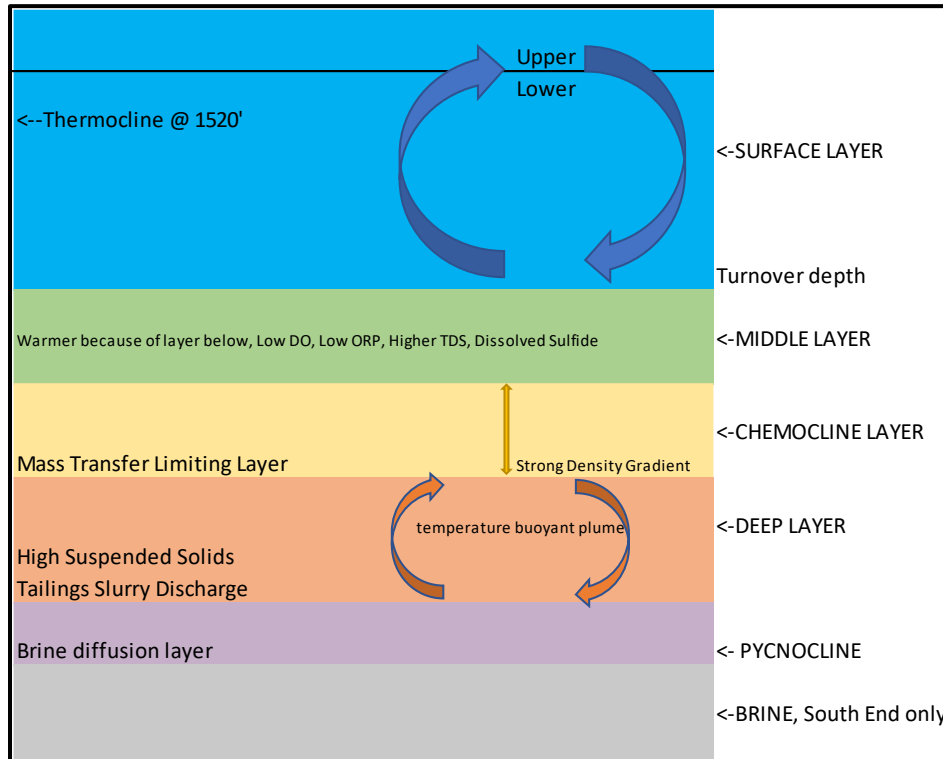 Upper
Lower
<--Thermocline @ 1520'
<-SURFACE LAYER
Turnover depth
Warmer because of layer below, Low DO, Low ORP, Higher TDS, Dissolved Sulfide
<-MIDDLE LAYER
<-CHEMOCLINE LAYER
Mass Transfer Limiting Layer
Strong Density Gradient
temperature buoyant plume
<-DEEP LAYER
High Suspended Solids
Tailings Slurry Discharge
Brine diffusion layer
<- PYCNOCLINE
<-BRINE, South End only